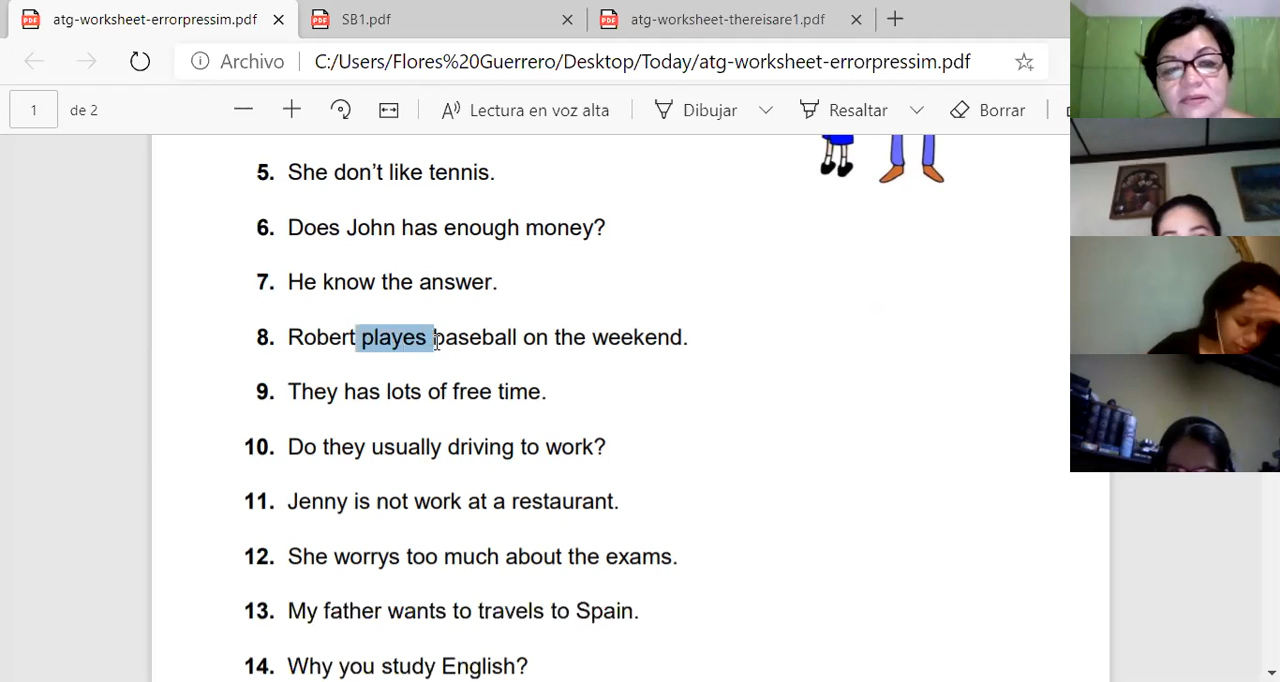 atg-worksheet-errorpressim.pdf
SB1.pdf
atg-worksheet-thereisare1.pdf
Archivo
C:/Users/Flores%20Guerrero/Desktop/Today/atg-worksheet-errorpressim.pdf
1 de 2
Lectura en voz alta
Dibujar
Resaltar
Borrar
5. She don't like tennis.
6. Does John has enough money?
7. He know the answer.
8. Robert playes baseball on the weekend.
9. They has lots of free time.
10. Do they usually driving to work?
11. Jenny is not work at a restaurant.
12. She worrys too much about the exams.
13. My father wants to travels to Spain.
14. Why you study English?